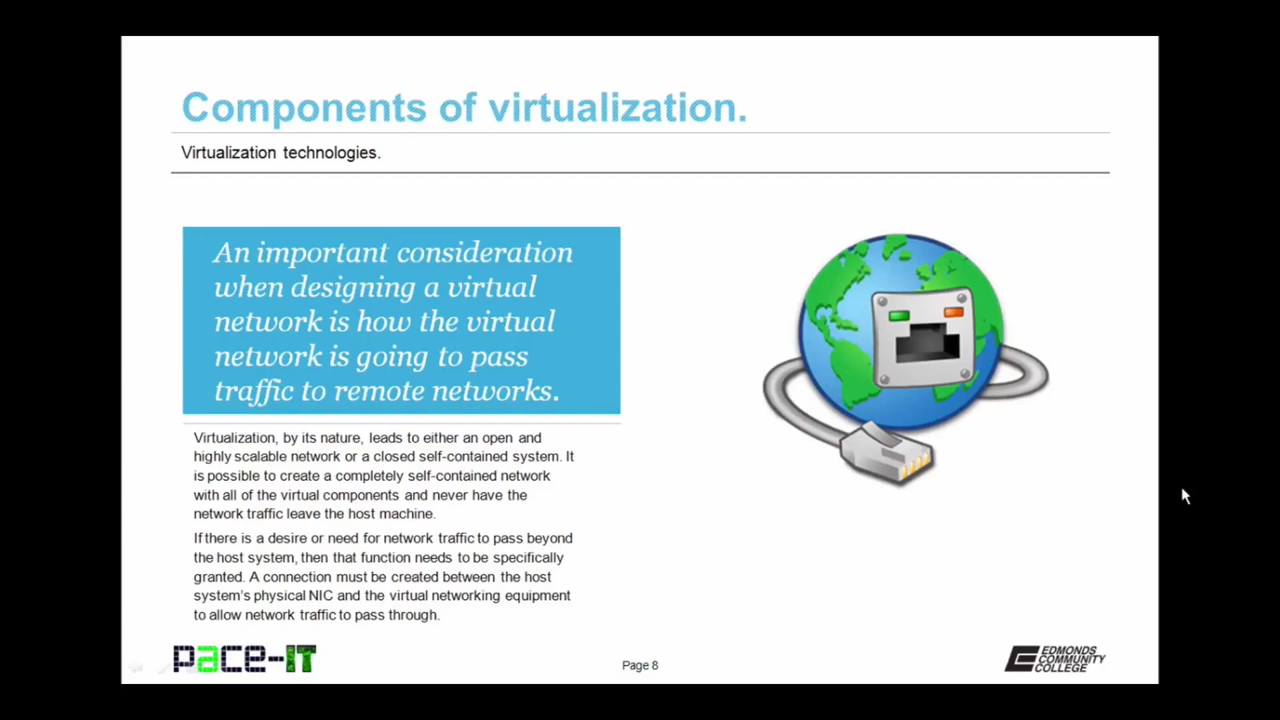 Components of virtualization.
Virtualization technologies.
An important consideration
when designing a virtual
network is how the virtual
network is going to pass
traffic to remote networks.
Virtualization, by its nature, leads to either an open and
highly scalable network or a closed self-contained system. It
is possible to create a completely self-contained network
with all of the virtual components and never have the
network traffic leave the host machine.
If there is a desire or need for network traffic to pass beyond
the host system, then that function needs to be specifically
granted. A connection must be created between the host
system's physical NIC and the virtual networking equipment
to allow network traffic to pass through.
pace-IT
Page 8
EDMONDS
COMMUNITY
COLLEGE